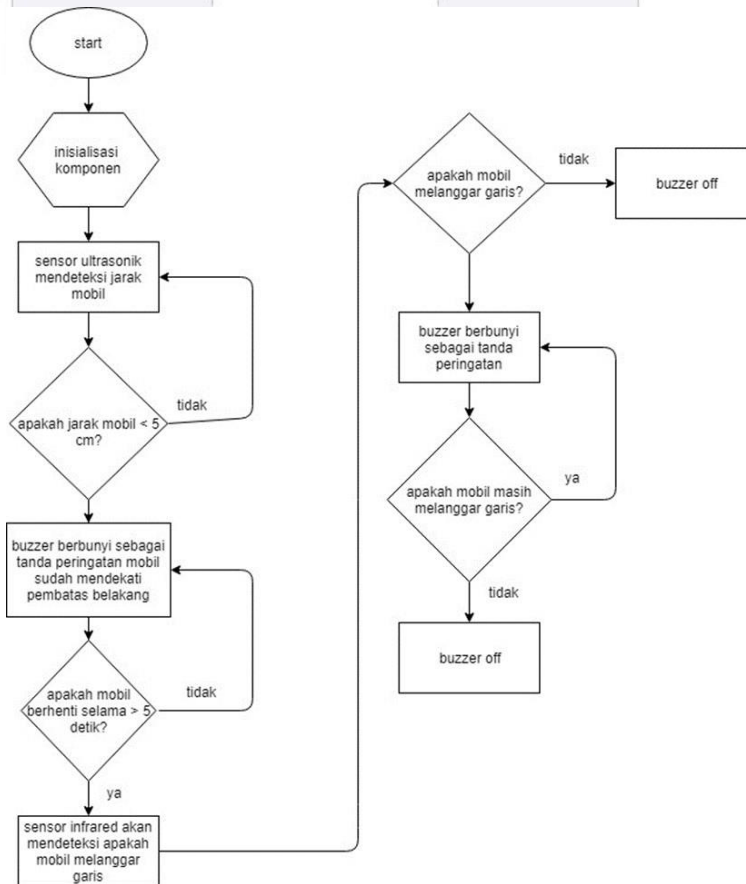 start
inisialisasi
komponen
sensor ultrasonik
mendeteksi jarak
mobil
tidak
apakah jarak mobil < 5
cm?
buzzer berbunyi sebagai
tanda peringatan mobil
sudah mendekati
pembatas belakang
apakah mobil
berhenti selama > 5
detik?
tidak
ya
sensor infrared akan
mendeteksi apakah
mobil melanggar
garis
apakah mobil
melanggar garis?
tidak
buzzer off
buzzer berbunyi
sebagai tanda
peringatan
apakah mobil masih
melanggar garis?
ya
tidak
buzzer off